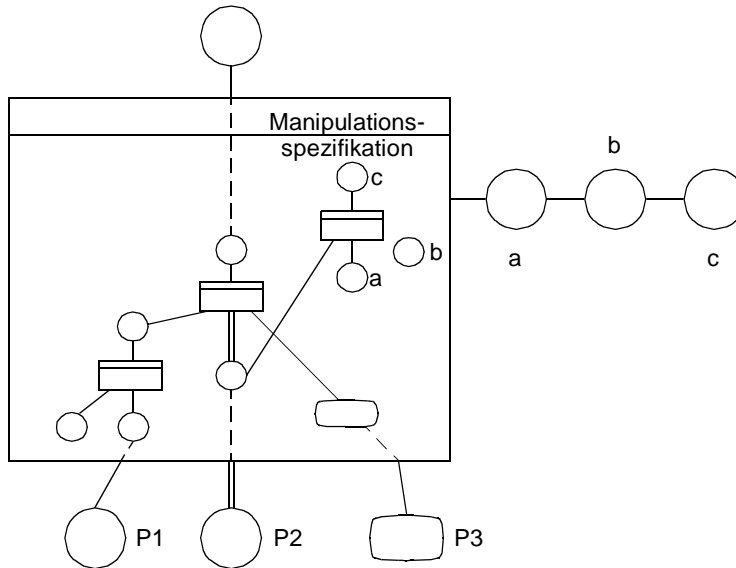 Manipulations-
spezifikation
c
b
a
b
a
c
P1
P2
P3